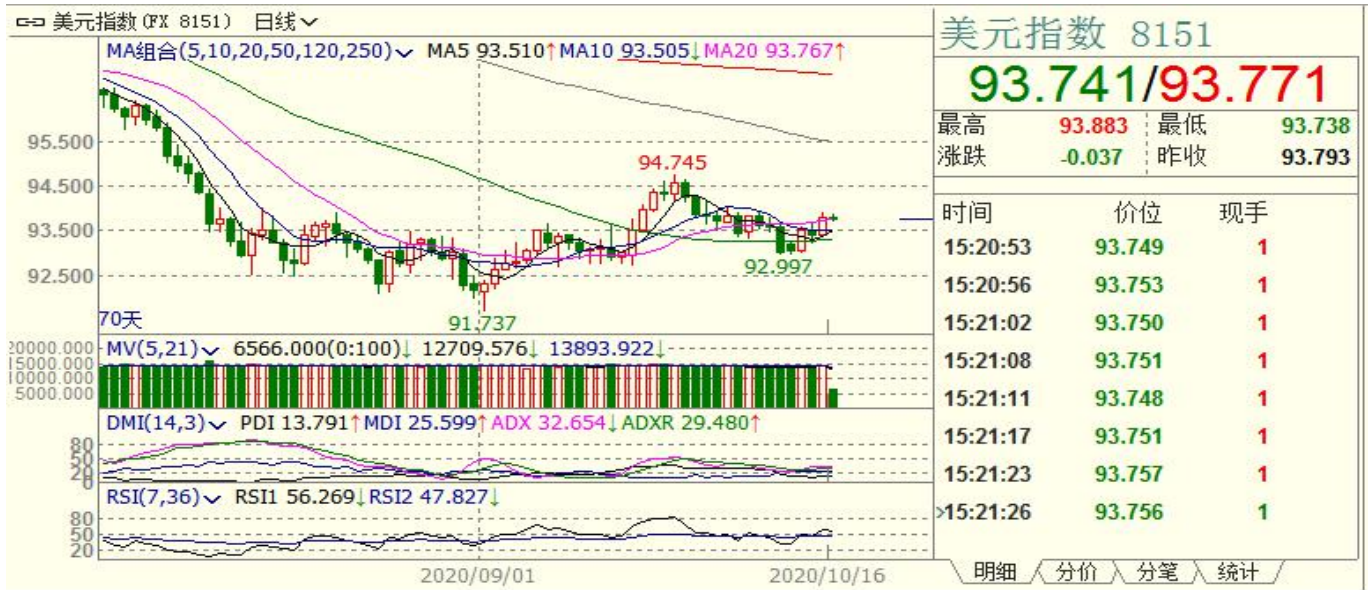 美元指数(FX 8151) 日线
MA组合(5,10,20,50,120,250) MA5 93.510↑MA10 93.505↓MA20 93.767↑
95.500
94.500
93.500
92.500
94.745
92.997
91.737
70天
MV(5,21) 6566.000(0:100)↓ 12709.576↓ 13893.922↓
20000.000
15000.000
10000.000
5000.000
DMI(14,3) PDI 13.791↑MDI 25.599↑ADX 32.654↓ADXR 29.480↑
80
50
20
0
RSI(7,36) RSI1 56.269↓RSI2 47.827↓
80
50
20
2020/09/01 2020/10/16
美元指数 8151
93.741/93.771
最高 93.883 最低 93.738
涨跌 -0.037 昨收 93.793
时间 价位 现手
15:20:53 93.749 1
15:20:56 93.753 1
15:21:02 93.750 1
15:21:08 93.751 1
15:21:11 93.748 1
15:21:17 93.751 1
15:21:23 93.757 1
>15:21:26 93.756 1
明细 分价 分笔 统计